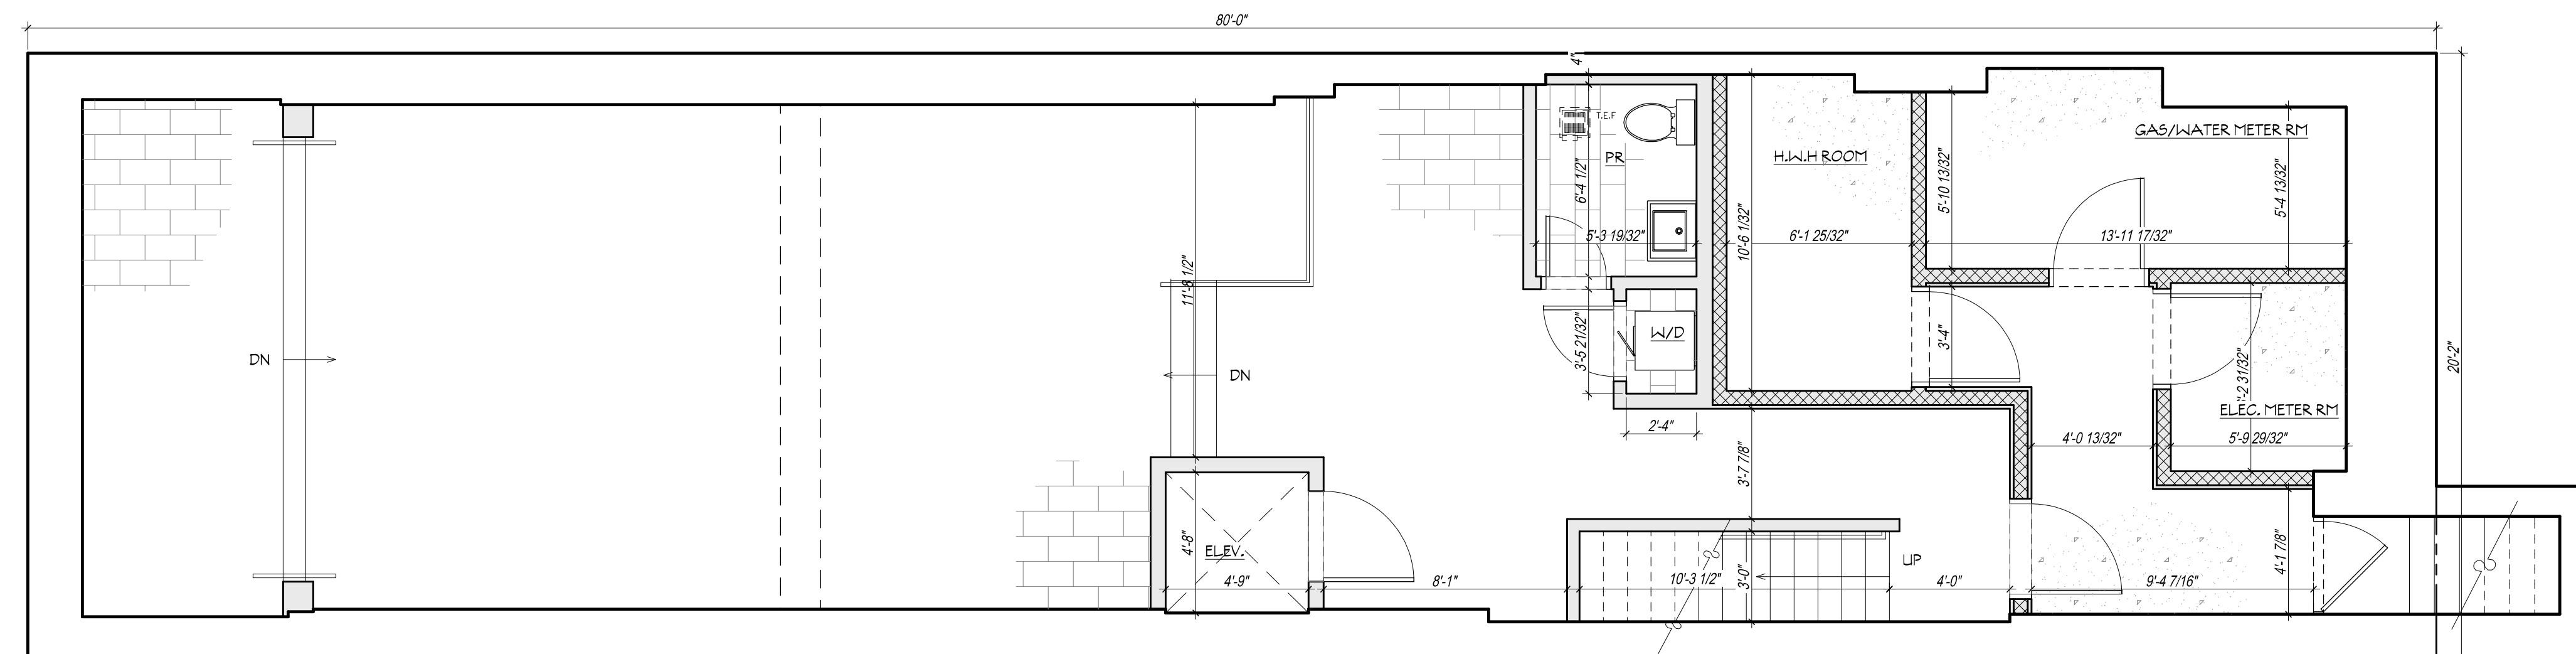 80'-0"
4"
T.E.F
PR
6'-4 1/2"
5'-3 19/32"
H.W.H ROOM
10'-6 1/32"
6'-1 25/32"
GAS/WATER METER RM
5'-10 13/32"
5'-4 13/32"
13'-11 17/32"
11'-8 1/2"
DN
DN
W/D
3'-5 21/32"
2'-4"
3'-4"
20'-2"
-2 31/32"
ELEC. METER RM
4'-0 13/32"
5'-9 29/32"
3'-7 7/8"
ELEV.
4'-8"
4'-9"
8'-1"
10'-3 1/2"
3'-0"
UP
4'-0"
9'-4 7/16"
4'-1 7/8"